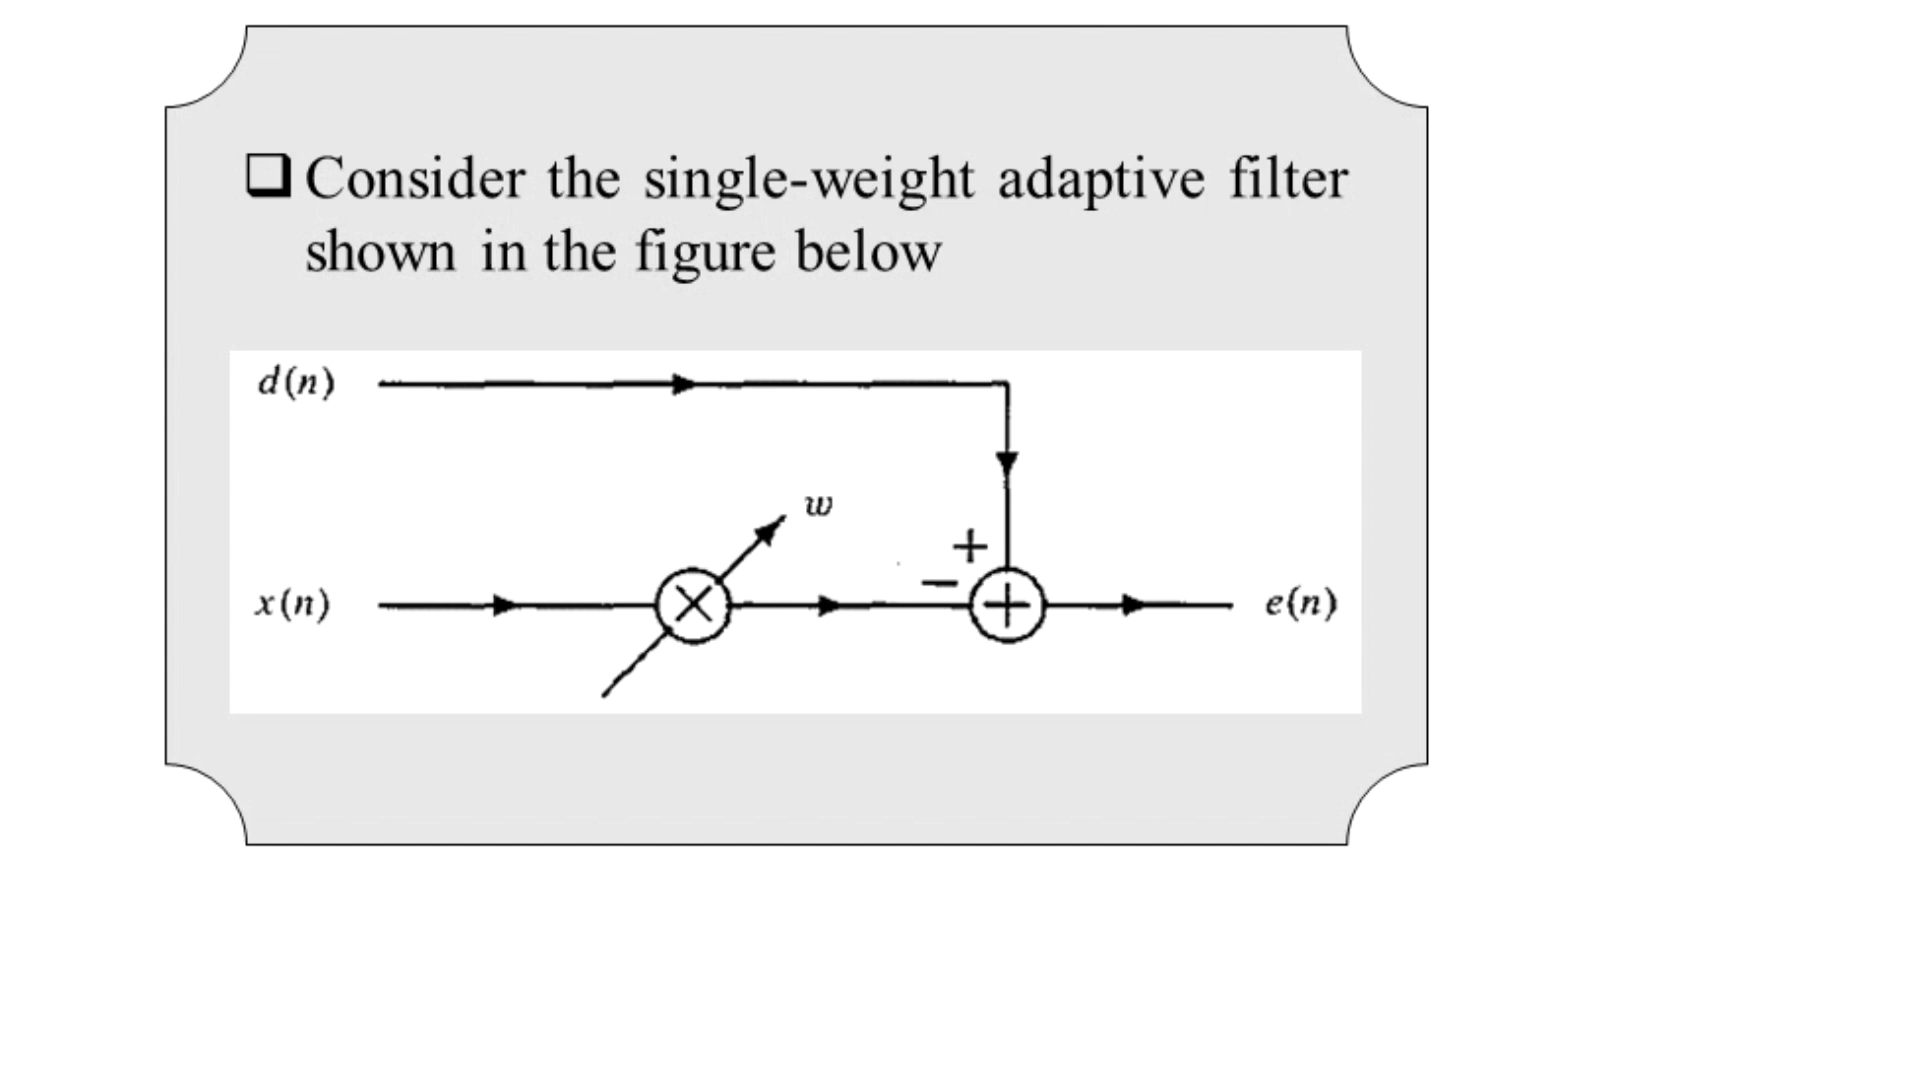 ❑ Consider the single-weight adaptive filter
shown in the figure below
d(n)
w
+
−
x(n)
e(n)